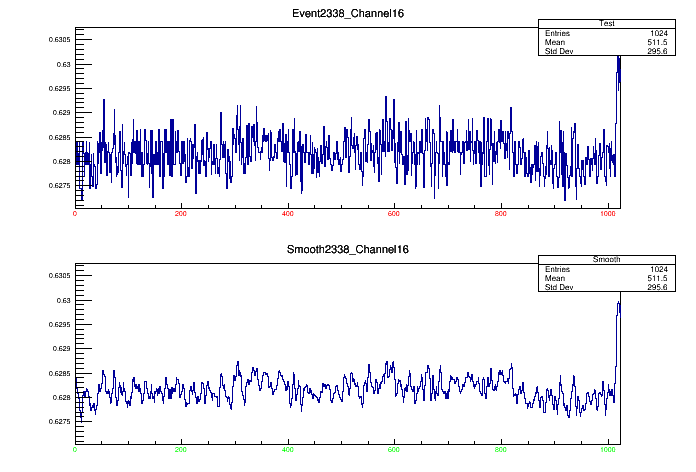 Event2338_Channel16
Test
Entries 1024
Mean 511.5
Std Dev 295.6
0.6305
0.63
0.6295
0.629
0.6285
0.628
0.6275
0 200 400 600 800 1000
Smooth2338_Channel16
Smooth
Entries 1024
Mean 511.5
Std Dev 295.6
0.6305
0.63
0.6295
0.629
0.6285
0.628
0.6275
0 200 400 600 800 1000